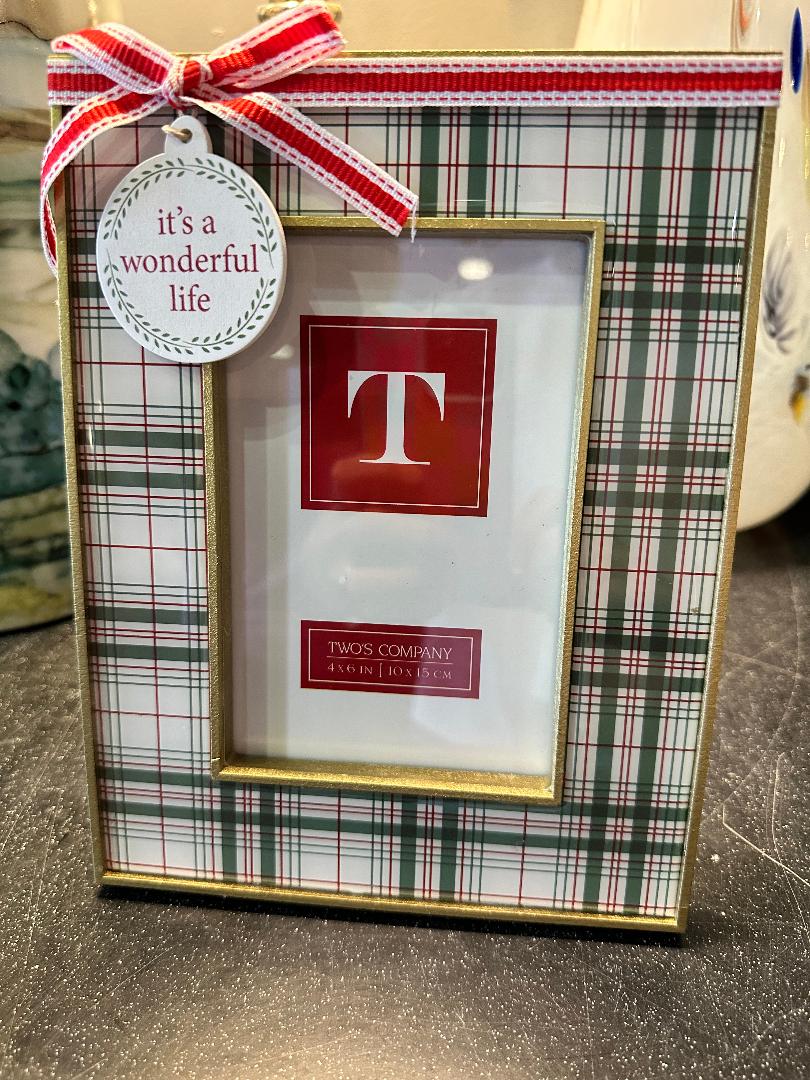 it's a
wonderful
life
T
TWO'S COMPANY
4 x 6 IN | 10 x 15 CM